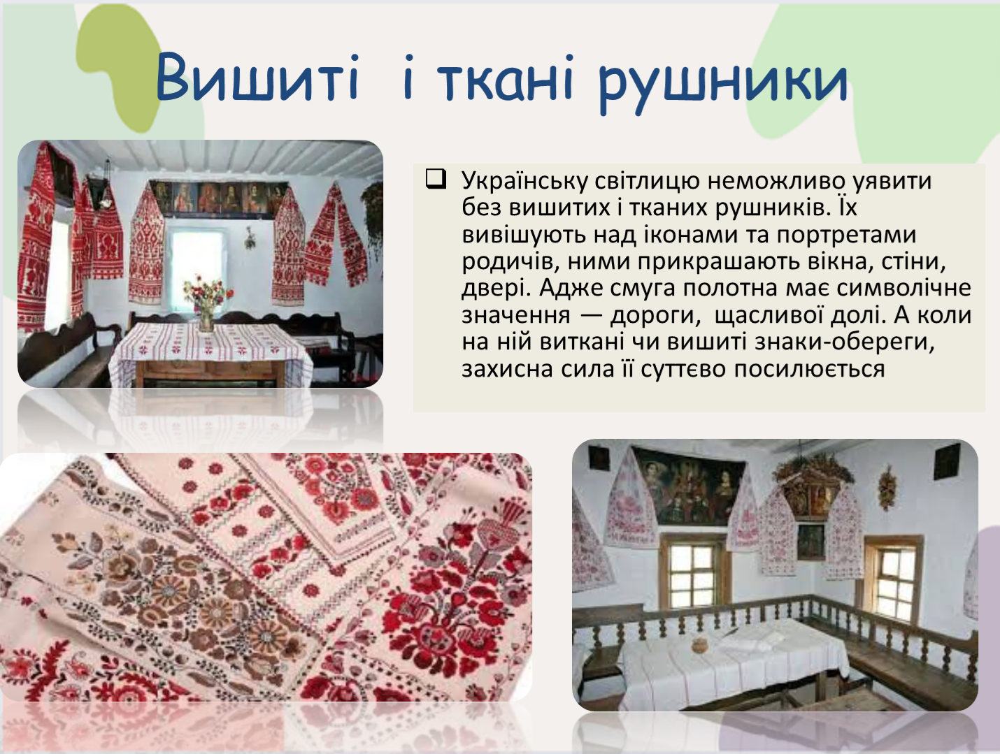 Вишиті і ткані рушники
Українську світлицю неможливо уявити
без вишитих і тканих рушників. Їх
вивішують над іконами та портретами
родичів, ними прикрашають вікна, стіни,
двері. Адже смуга полотна має символічне
значення — дороги, щасливої долі. А коли
на ній виткані чи вишиті знаки-обереги,
захисна сила її суттєво посилюється